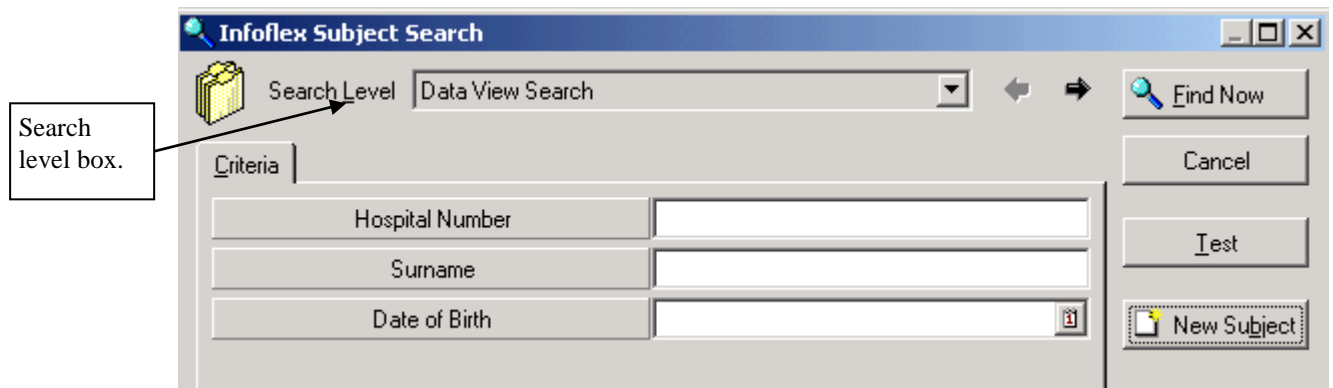 Infoflex Subject Search
Search Level Data View Search
Find Now
Search
level box.
Criteria
Cancel
Hospital Number
Surname
Test
Date of Birth
1
New Subject